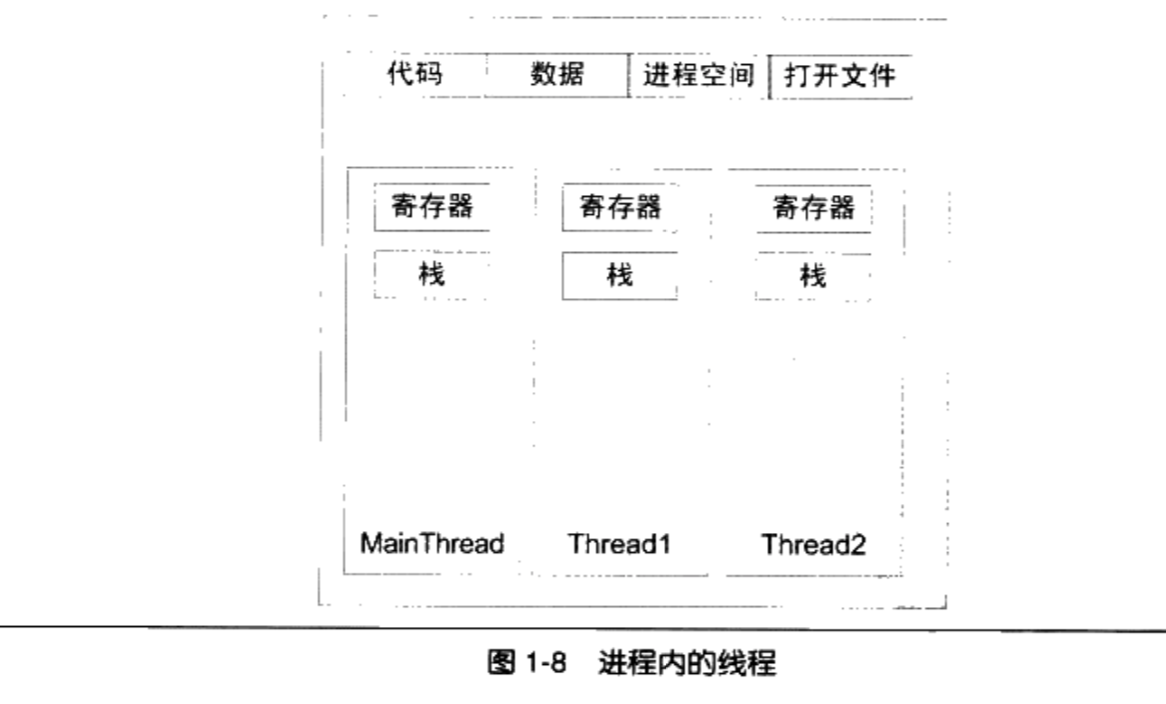 代码 数据 进程空间 打开文件
寄存器 寄存器 寄存器
栈 栈 栈
MainThread Thread1 Thread2
图 1-8 进程内的线程